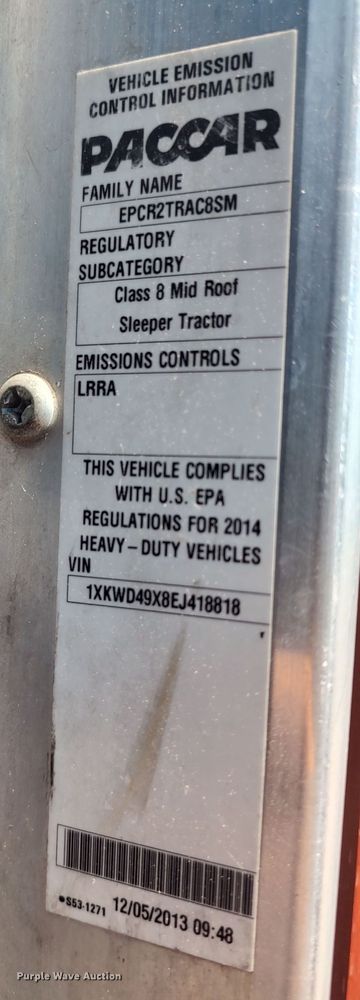 VEHICLE EMISSION
CONTROL INFORMATION
PACCAR
FAMILY NAME
EPCR2TRAC8SM
REGULATORY
SUBCATEGORY
Class 8 Mid Roof
Sleeper Tractor
EMISSIONS CONTROLS
LRRA
THIS VEHICLE COMPLIES
WITH U.S. EPA
REGULATIONS FOR 2014
HEAVY-DUTY VEHICLES
VIN
1XKWD49X8EJ418818
•S53-1271 12/05/2013 09:48
Purple Wave Auction